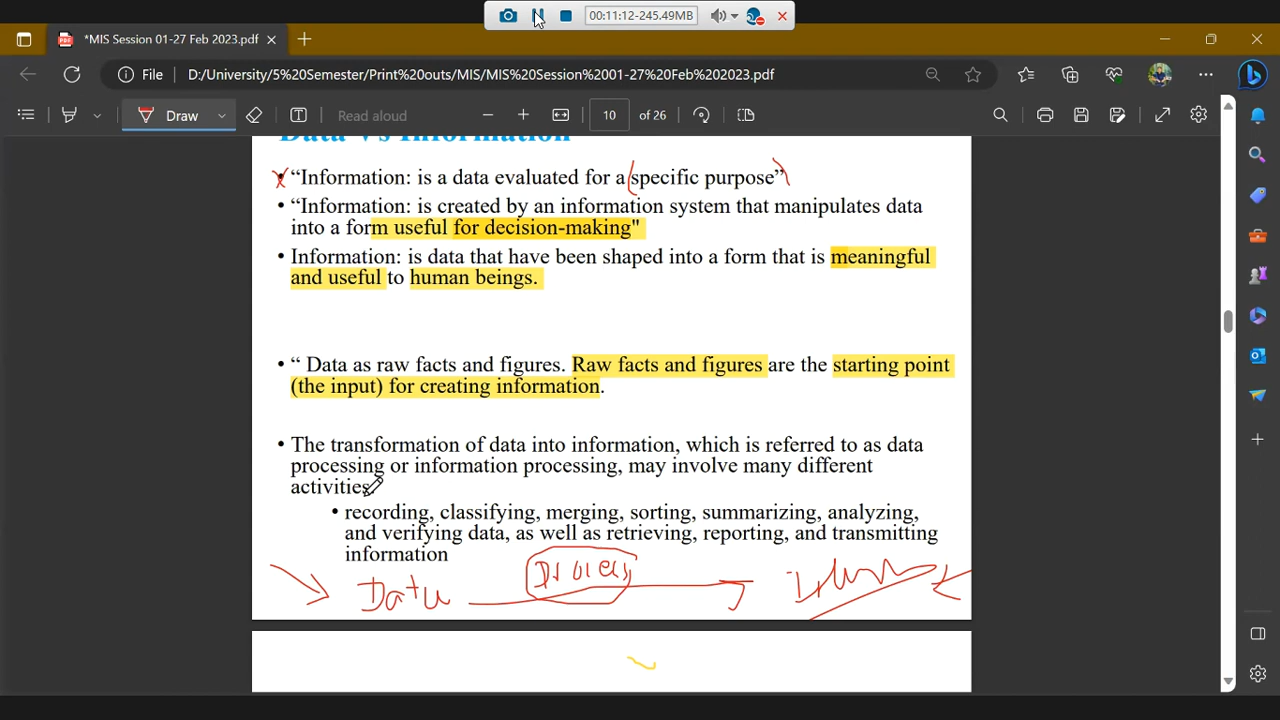 00:11:12-245.49MB
*MIS Session 01-27 Feb 2023.pdf
File D:/University/5%20Semester/Print%20outs/MIS/MIS%20Session%2001-27%20Feb%202023.pdf
Draw
Read aloud
10 of 26
Data Vs Information
• “Information: is a data evaluated for a specific purpose”
• “Information: is created by an information system that manipulates data
into a form useful for decision-making"
• Information: is data that have been shaped into a form that is meaningful
and useful to human beings.
• “ Data as raw facts and figures. Raw facts and figures are the starting point
(the input) for creating information.
• The transformation of data into information, which is referred to as data
processing or information processing, may involve many different
activities.
• recording, classifying, merging, sorting, summarizing, analyzing,
and verifying data, as well as retrieving, reporting, and transmitting
information
Data process